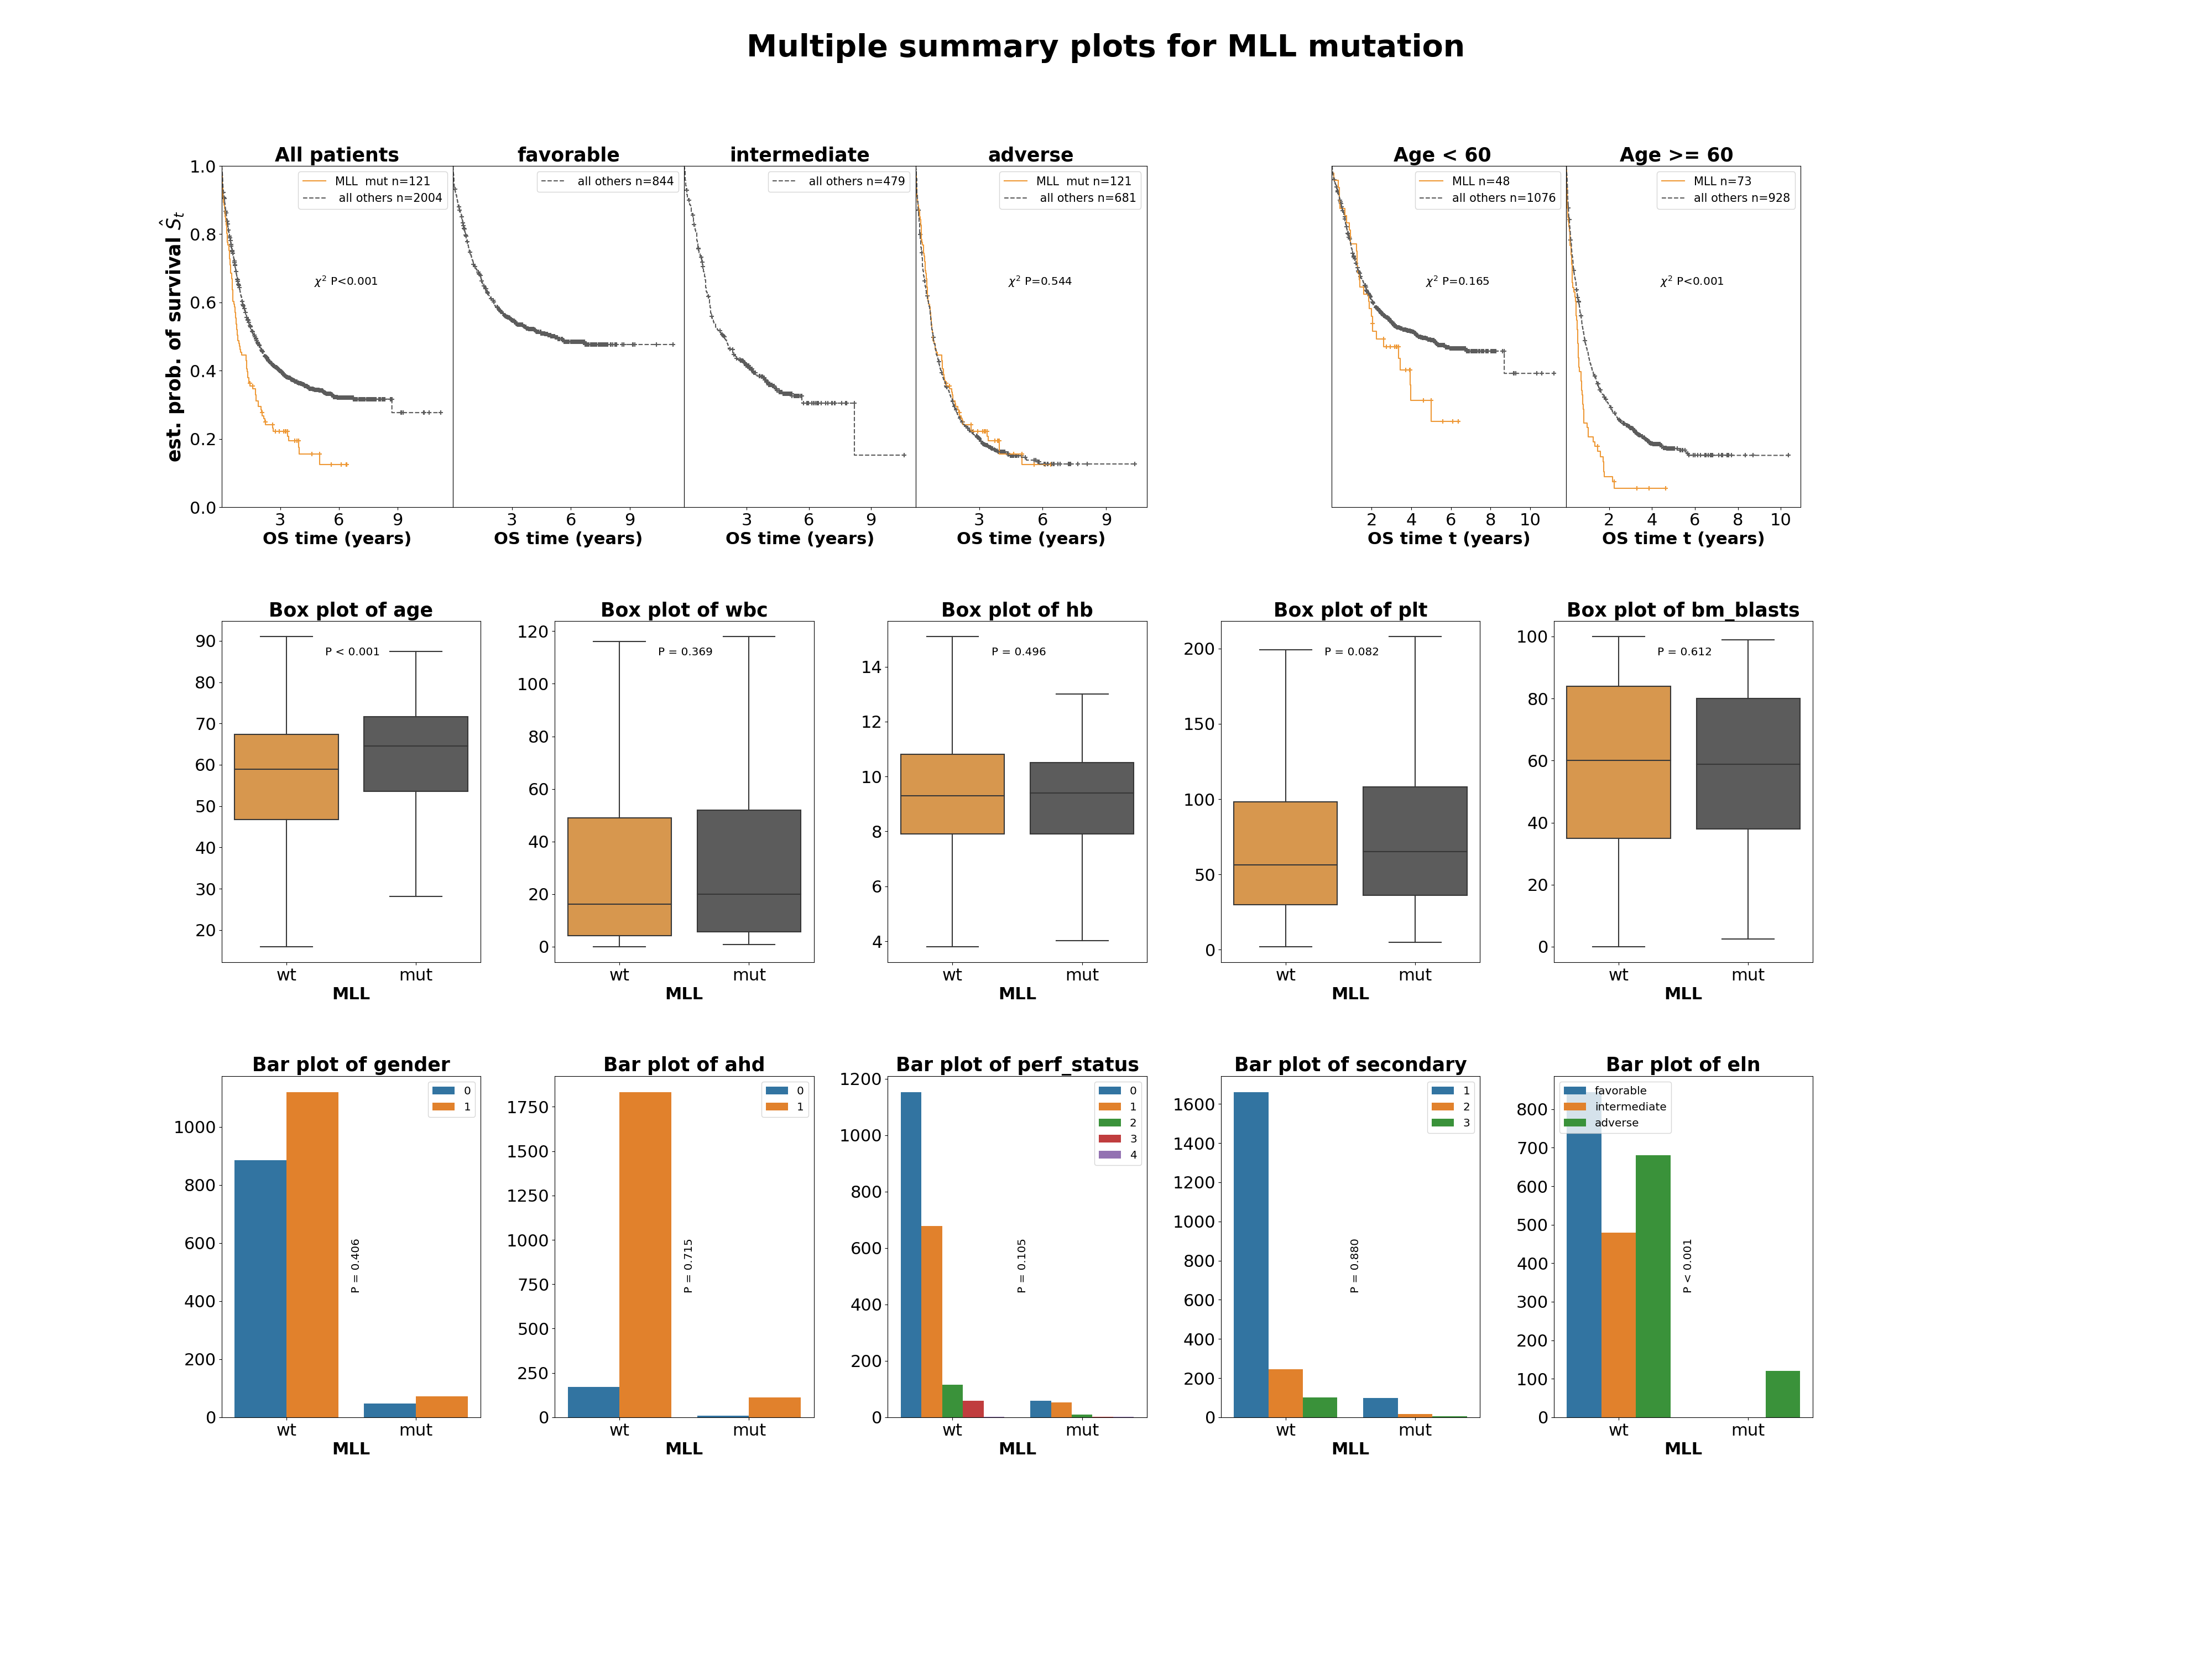 Multiple summary plots for MLL mutation
All patients
favorable
intermediate
adverse
Age < 60
Age >= 60
est. prob. of survival Ŝt
1.0
0.8
0.6
0.4
0.2
0.0
MLL mut n=121
all others n=2004
χ² P<0.001
3 6 9
OS time (years)
all others n=844
3 6 9
OS time (years)
all others n=479
3 6 9
OS time (years)
MLL mut n=121
all others n=681
χ² P=0.544
3 6 9
OS time (years)
MLL n=48
all others n=1076
χ² P=0.165
2 4 6 8 10
OS time t (years)
MLL n=73
all others n=928
χ² P<0.001
2 4 6 8 10
OS time t (years)
Box plot of age
90
80
70
60
50
40
30
20
P < 0.001
wt mut
MLL
Box plot of wbc
120
100
80
60
40
20
0
P = 0.369
wt mut
MLL
Box plot of hb
14
12
10
8
6
4
P = 0.496
wt mut
MLL
Box plot of plt
200
150
100
50
0
P = 0.082
wt mut
MLL
Box plot of bm_blasts
100
80
60
40
20
0
P = 0.612
wt mut
MLL
Bar plot of gender
1000
800
600
400
200
0
0
1
P = 0.406
wt mut
MLL
Bar plot of ahd
1750
1500
1250
1000
750
500
250
0
0
1
P = 0.715
wt mut
MLL
Bar plot of perf_status
1200
1000
800
600
400
200
0
0
1
2
3
4
P = 0.105
wt mut
MLL
Bar plot of secondary
1600
1400
1200
1000
800
600
400
200
0
1
2
3
P = 0.880
wt mut
MLL
Bar plot of eln
800
700
600
500
400
300
200
100
0
favorable
intermediate
adverse
P < 0.001
wt mut
MLL